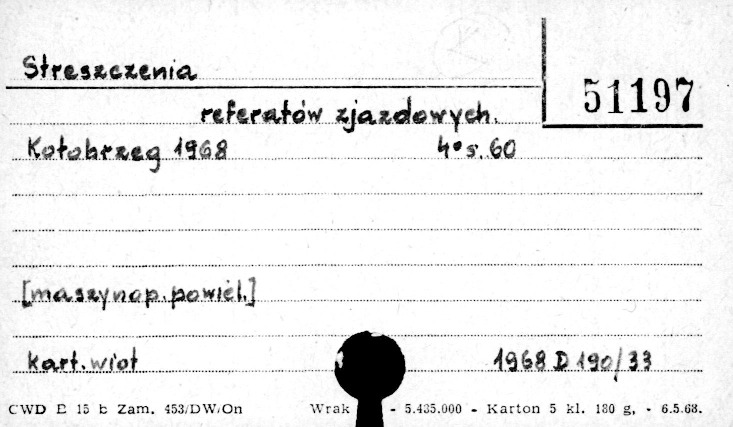 Streszczenia
51197
referatów zjazdowych.
Kołobrzeg 1968 4° s. 60
[maszynop. powiel.]
kart. wiot 1968 D 190/33
CWD E 15 b Zam. 453/DW/On Wrak - 5.435.000 - Karton 5 kl. 180 g, - 6.5.68.